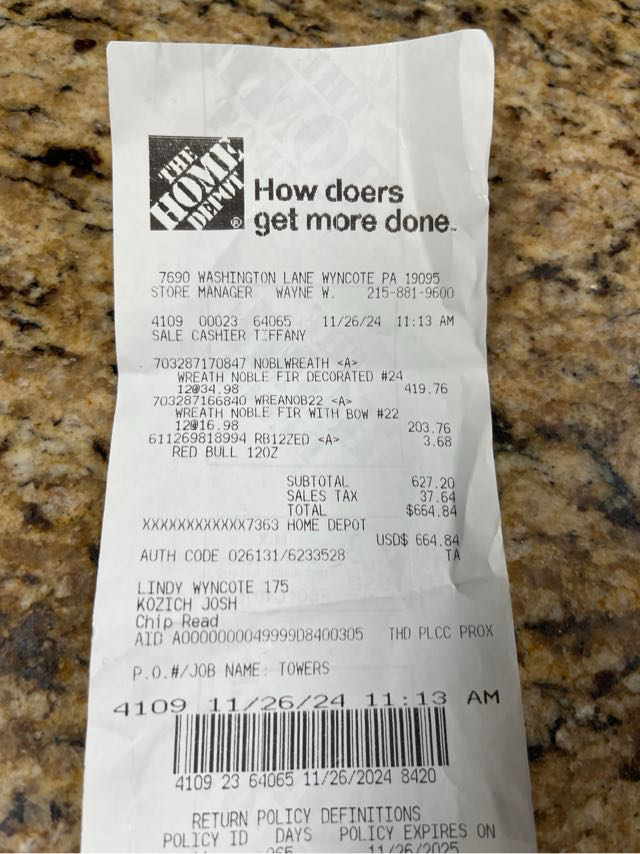 THE
HOME
DEPOT
®
How doers
get more done™
7690 WASHINGTON LANE WYNCOTE PA 19095
STORE MANAGER WAYNE W. 215-881-9600
4109 00023 64065 11/26/24 11:13 AM
SALE CASHIER TIFFANY
703287170847 NOBLWREATH <A>
WREATH NOBLE FIR DECORATED #24
12@34.98 419.76
703287166840 WREANOB22 <A>
WREATH NOBLE FIR WITH BOW #22
12@16.98 203.76
611269818994 RB12ZED <A> 3.68
RED BULL 12OZ
SUBTOTAL 627.20
SALES TAX 37.64
TOTAL $664.84
XXXXXXXXXXXX7363 HOME DEPOT
USD$ 664.84
AUTH CODE 026131/6233528 TA
LINDY WYNCOTE 175
KOZICH JOSH
Chip Read
AID A0000000049999D8400305 THD PLCC PROX
P.O.#/JOB NAME: TOWERS
4109 11/26/24 11:13 AM
4109 23 64065 11/26/2024 8420
RETURN POLICY DEFINITIONS
POLICY ID DAYS POLICY EXPIRES ON
365 11/26/2025